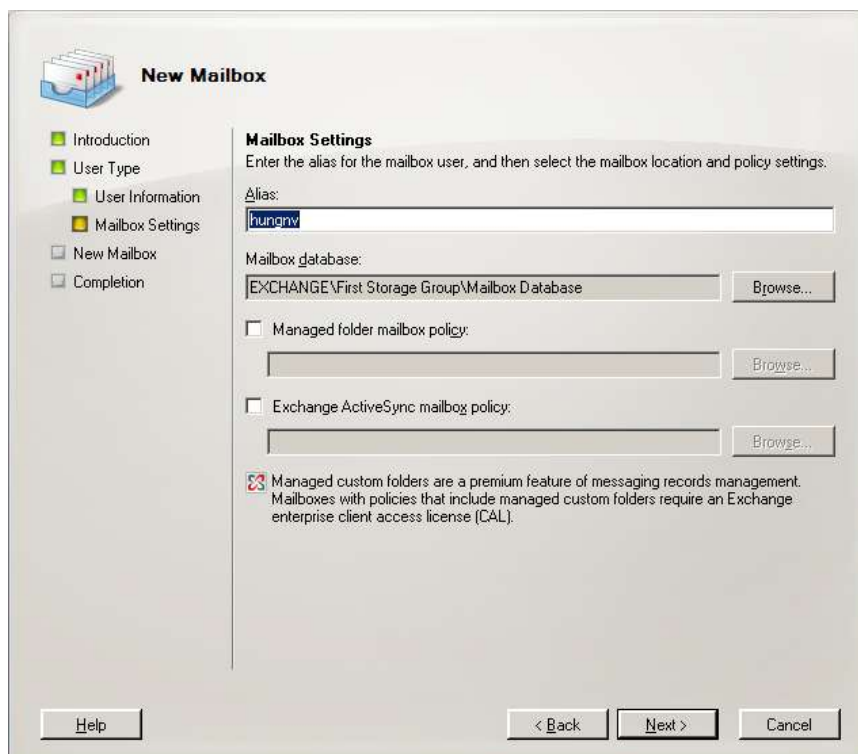 New Mailbox
Introduction
User Type
User Information
Mailbox Settings
New Mailbox
Completion
Mailbox Settings
Enter the alias for the mailbox user, and then select the mailbox location and policy settings.
Alias:
hungnv
Mailbox database:
EXCHANGE\First Storage Group\Mailbox Database
Browse...
Managed folder mailbox policy:
Browse...
Exchange ActiveSync mailbox policy:
Browse...
Managed custom folders are a premium feature of messaging records management.
Mailboxes with policies that include managed custom folders require an Exchange
enterprise client access license (CAL).
Help
< Back
Next >
Cancel